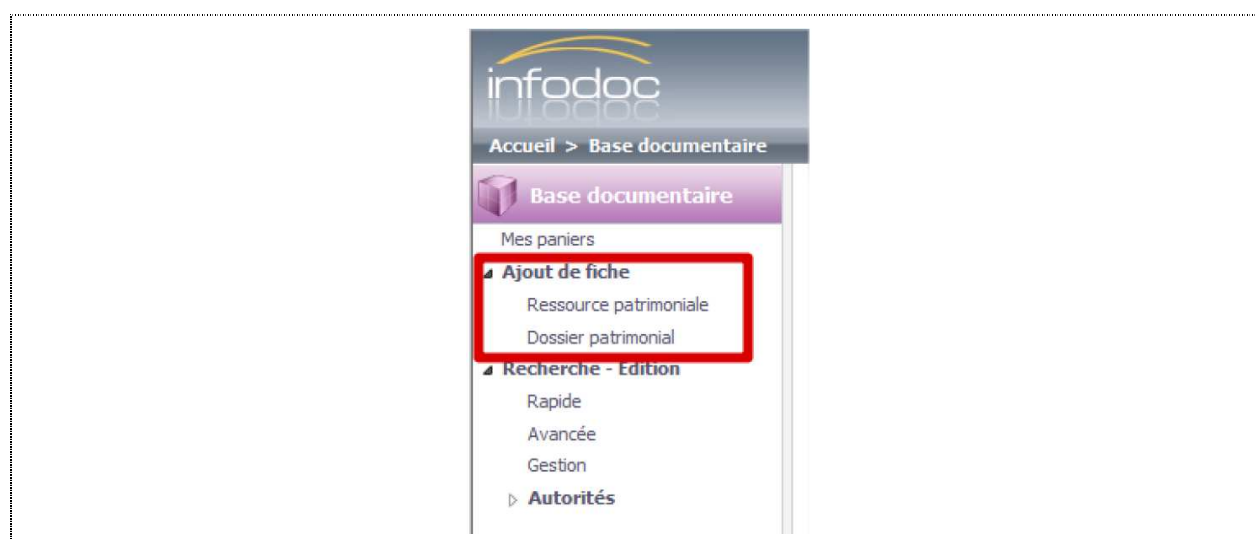 infodoc
Accueil > Base documentaire
Base documentaire
Mes paniers
Ajout de fiche
Ressource patrimoniale
Dossier patrimonial
Recherche - Edition
Rapide
Avancée
Gestion
Autorités